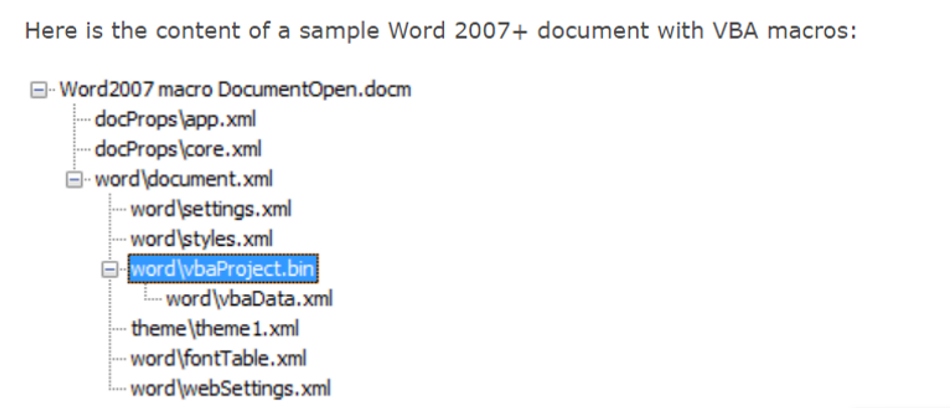 Here is the content of a sample Word 2007+ document with VBA macros:
Word2007 macro DocumentOpen.docm
docProps\app.xml
docProps\core.xml
word\document.xml
word\settings.xml
word\styles.xml
word\vbaProject.bin
word\vbaData.xml
theme\theme1.xml
word\fontTable.xml
word\webSettings.xml